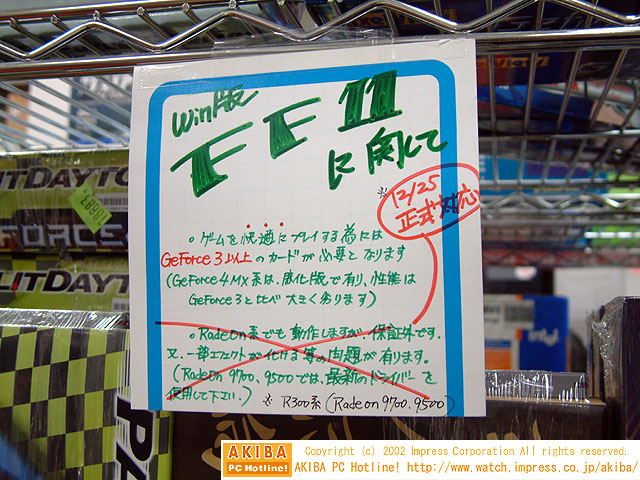 Win版
FF11
に関して
※
12/25
正式対応
。ゲームを快適にプレイする為には
GeForce3以上のカードが必要となります
(GeForce4MX系は、廉化版で有り、性能は
GeForce3と比べ大きく劣ります)
。Radeon系でも動作しますが、保証外です.
又、一部エフェクトが化ける等の問題が有ります。
(Radeon 9700、9500では、最新のドライバーを
使用して下さい.)
※ R300系 (Radeon 9700、9500)
LITDAYTO
FORCE
LITDAYTO
intel
PA
AKIBA
PC Hotline!
Copyright (c) 2002 Impress Corporation All rights reserved.
AKIBA PC Hotline! http://www.watch.impress.co.jp/akiba/